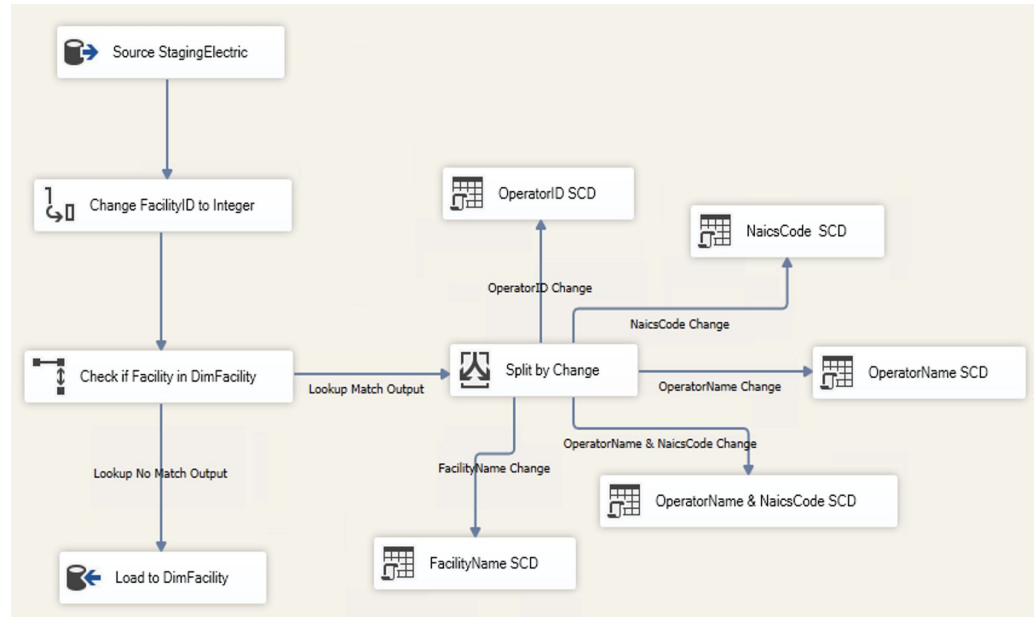 Source StagingElectric
Change FacilityID to Integer
Check if Facility in DimFacility
Lookup Match Output
Lookup No Match Output
Load to DimFacility
Split by Change
OperatorID Change
OperatorID SCD
NaicsCode Change
NaicsCode SCD
OperatorName Change
OperatorName SCD
OperatorName & NaicsCode Change
OperatorName & NaicsCode SCD
FacilityName Change
FacilityName SCD